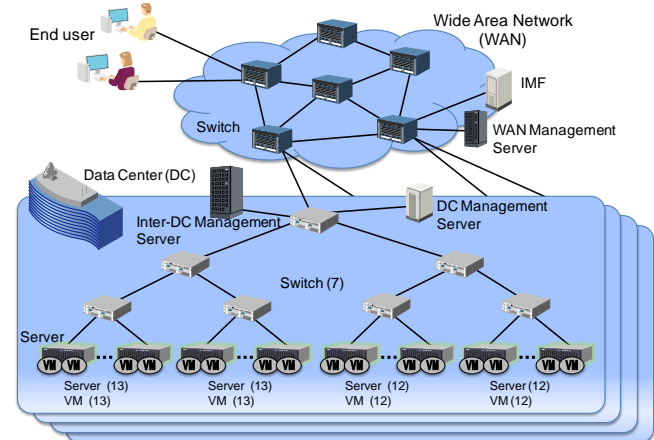 Wide Area Network
(WAN)
End user
IMF
Switch
WAN Management
Server
Data Center (DC)
Inter-DC Management
Server
DC Management
Server
Switch (7)
Server
VM VM VM VM VM VM VM VM VM VM VM VM VM VM VM VM
Server (13) Server (13) Server (12) Server (12)
VM (13) VM (13) VM (12) VM (12)